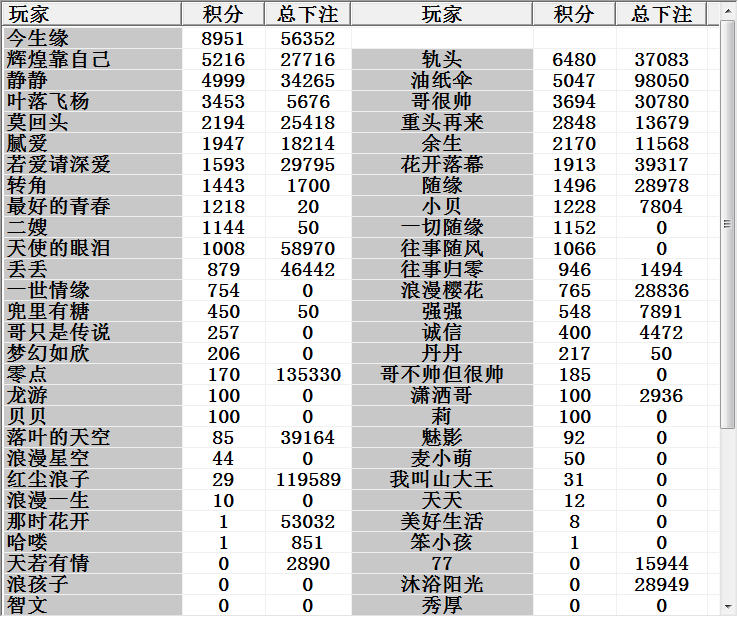 玩家 积分 总下注 玩家 积分 总下注
今生缘 8951 56352
辉煌靠自己 5216 27716 轨头 6480 37083
静静 4999 34265 油纸伞 5047 98050
叶落飞杨 3453 5676 哥很帅 3694 30780
莫回头 2194 25418 重头再来 2848 13679
腻爱 1947 18214 余生 2170 11568
若爱请深爱 1593 29795 花开落幕 1913 39317
转角 1443 1700 随缘 1496 28978
最好的青春 1218 20 小贝 1228 7804
二嫂 1144 50 一切随缘 1152 0
天使的眼泪 1008 58970 往事随风 1066 0
丢丢 879 46442 往事归零 946 1494
一世情缘 754 0 浪漫樱花 765 28836
兜里有糖 450 50 强强 548 7891
哥只是传说 257 0 诚信 400 4472
梦幻如欣 206 0 丹丹 217 50
零点 170 135330 哥不帅但很帅 185 0
龙游 100 0 潇洒哥 100 2936
贝贝 100 0 莉 100 0
落叶的天空 85 39164 魅影 92 0
浪漫星空 44 0 麦小萌 50 0
红尘浪子 29 119589 我叫山大王 31 0
浪漫一生 10 0 天天 12 0
那时花开 1 53032 美好生活 8 0
哈喽 1 851 笨小孩 1 0
天若有情 0 2890 77 0 15944
浪孩子 0 0 沐浴阳光 0 28949
智文 0 0 秀厚 0 0